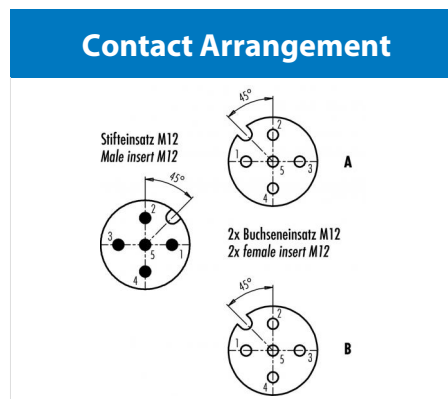 Contact Arrangement
Stifteinsatz M12
Male insert M12
45°
2
3
1
5
4
45°
2
1
3
5
4
A
2x Buchseneinsatz M12
2x female insert M12
45°
2
1
3
5
4
B